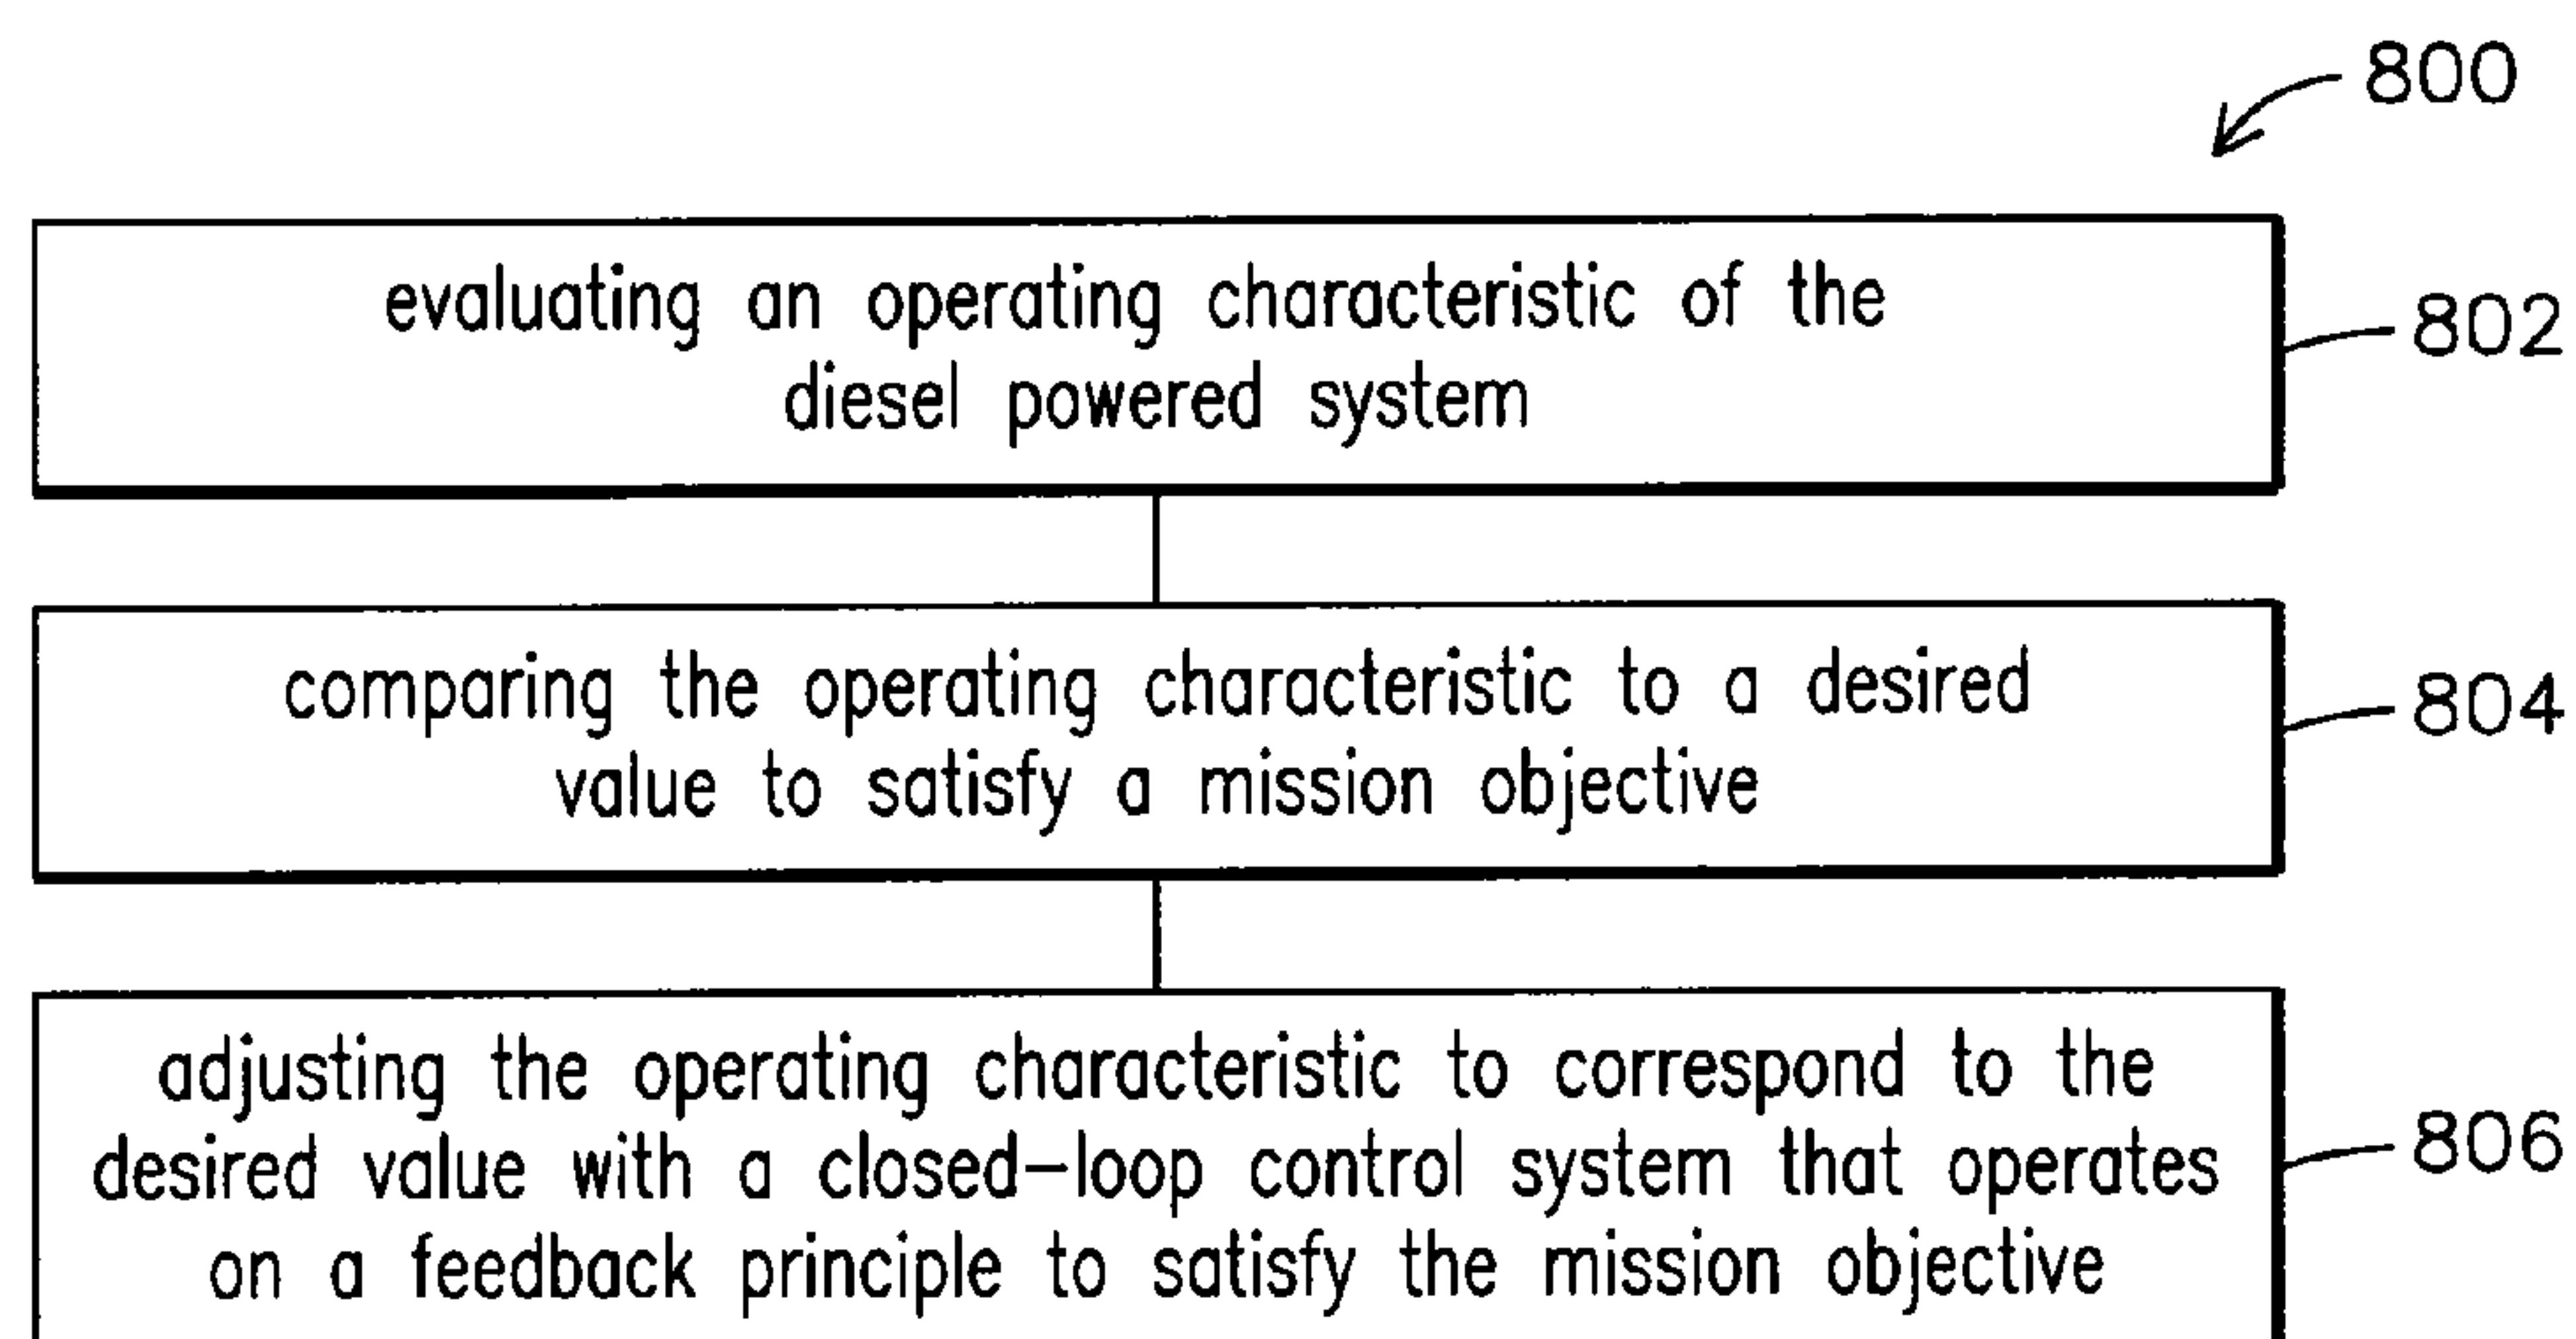 800
evaluating an operating characteristic of the
diesel powered system
802
comparing the operating characteristic to a desired
value to satisfy a mission objective
804
adjusting the operating characteristic to correspond to the
desired value with a closed-loop control system that operates
on a feedback principle to satisfy the mission objective
806